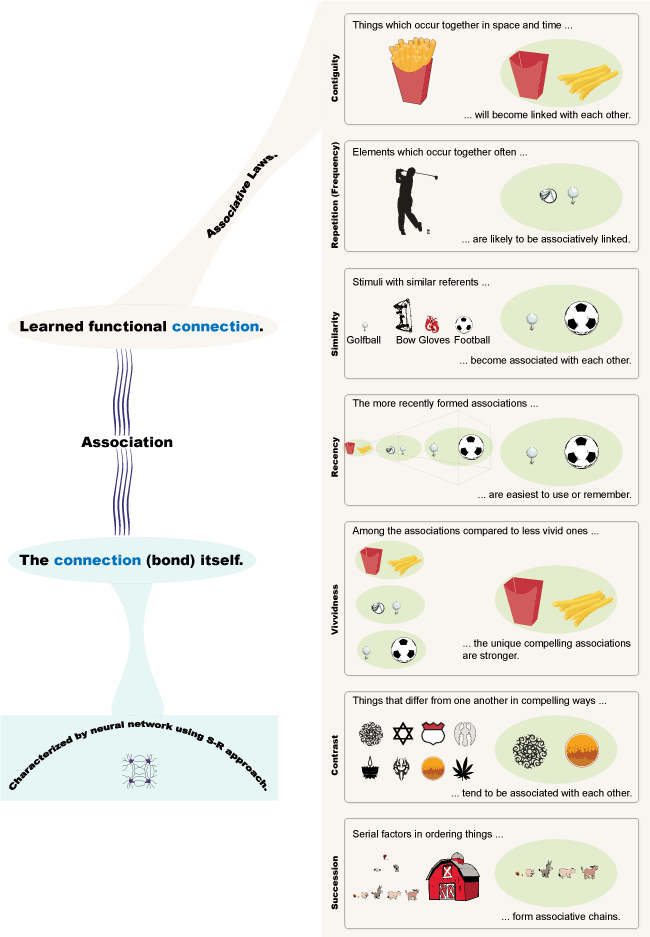 Associative Laws.
Learned functional connection.
Association
The connection (bond) itself.
Characterized by neural network using S-R approach.
Contiguity
Things which occur together in space and time ...
... will become linked with each other.
Repetition (Frequency)
Elements which occur together often ...
... are likely to be associatively linked.
Similarity
Stimuli with similar referents ...
Golfball
Bow Gloves Football
... become associated with each other.
Recency
The more recently formed associations ...
... are easiest to use or remember.
Vivvidness
Among the associations compared to less vivid ones ...
... the unique compelling associations
are stronger.
Contrast
Things that differ from one another in compelling ways ...
... tend to be associated with each other.
Succession
Serial factors in ordering things ...
... form associative chains.